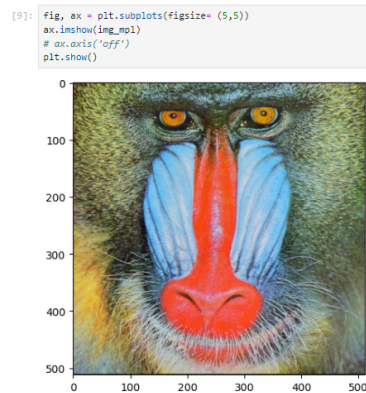 [9]: fig, ax = plt.subplots(figsize= (5,5))
ax.imshow(img_mpl)
# ax.axis('off')
plt.show()
0
100
200
300
400
500
0 100 200 300 400 500